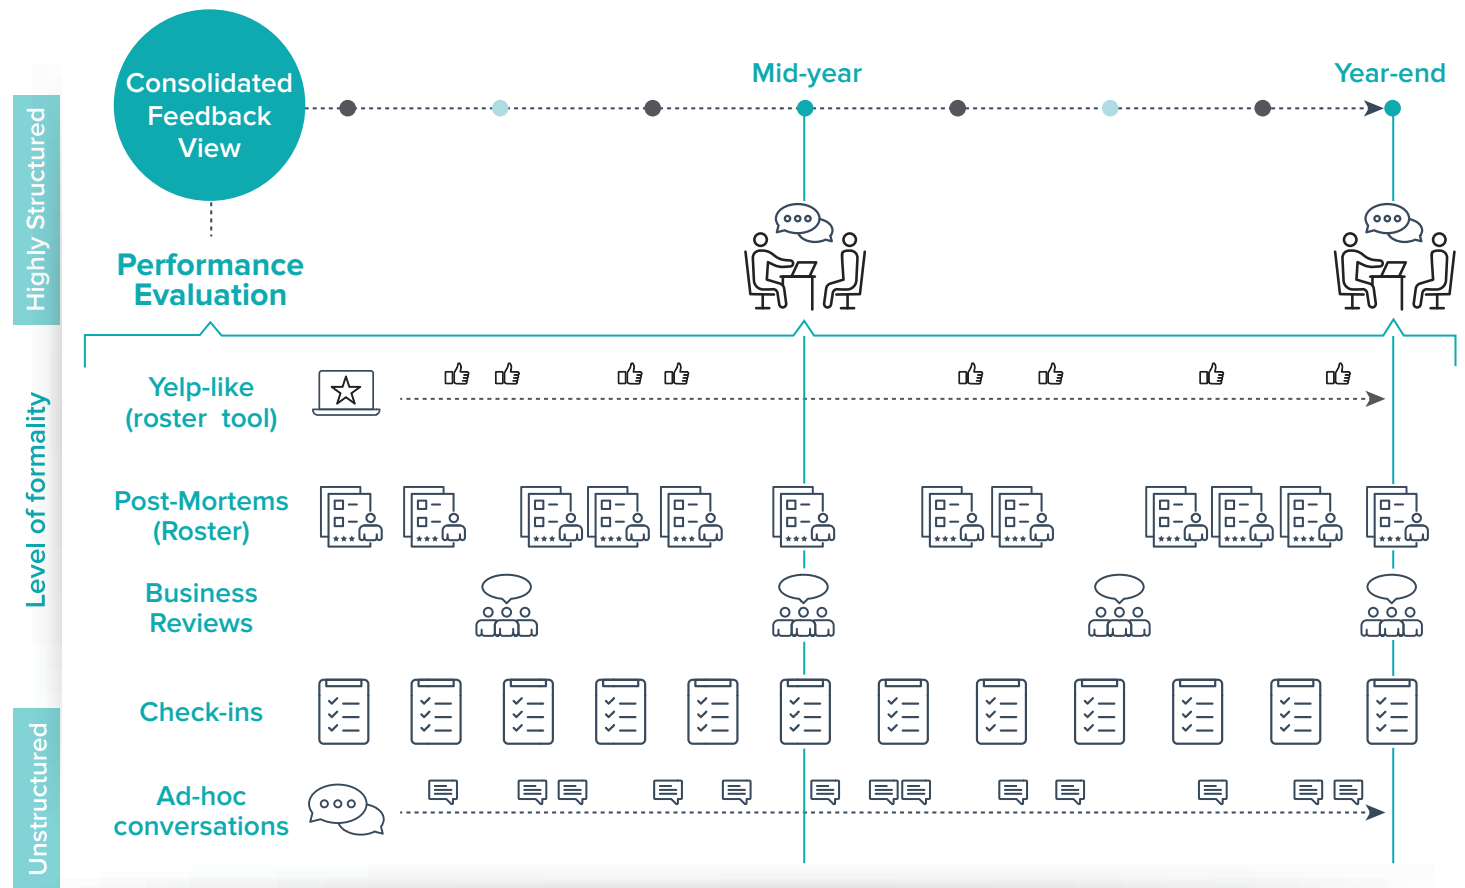 Consolidated
Feedback
View
Mid-year
Year-end
Highly Structured
Performance
Evaluation
Level of formality
Yelp-like
(roster tool)
Post-Mortems
(Roster)
Business
Reviews
Check-ins
Unstructured
Ad-hoc
conversations